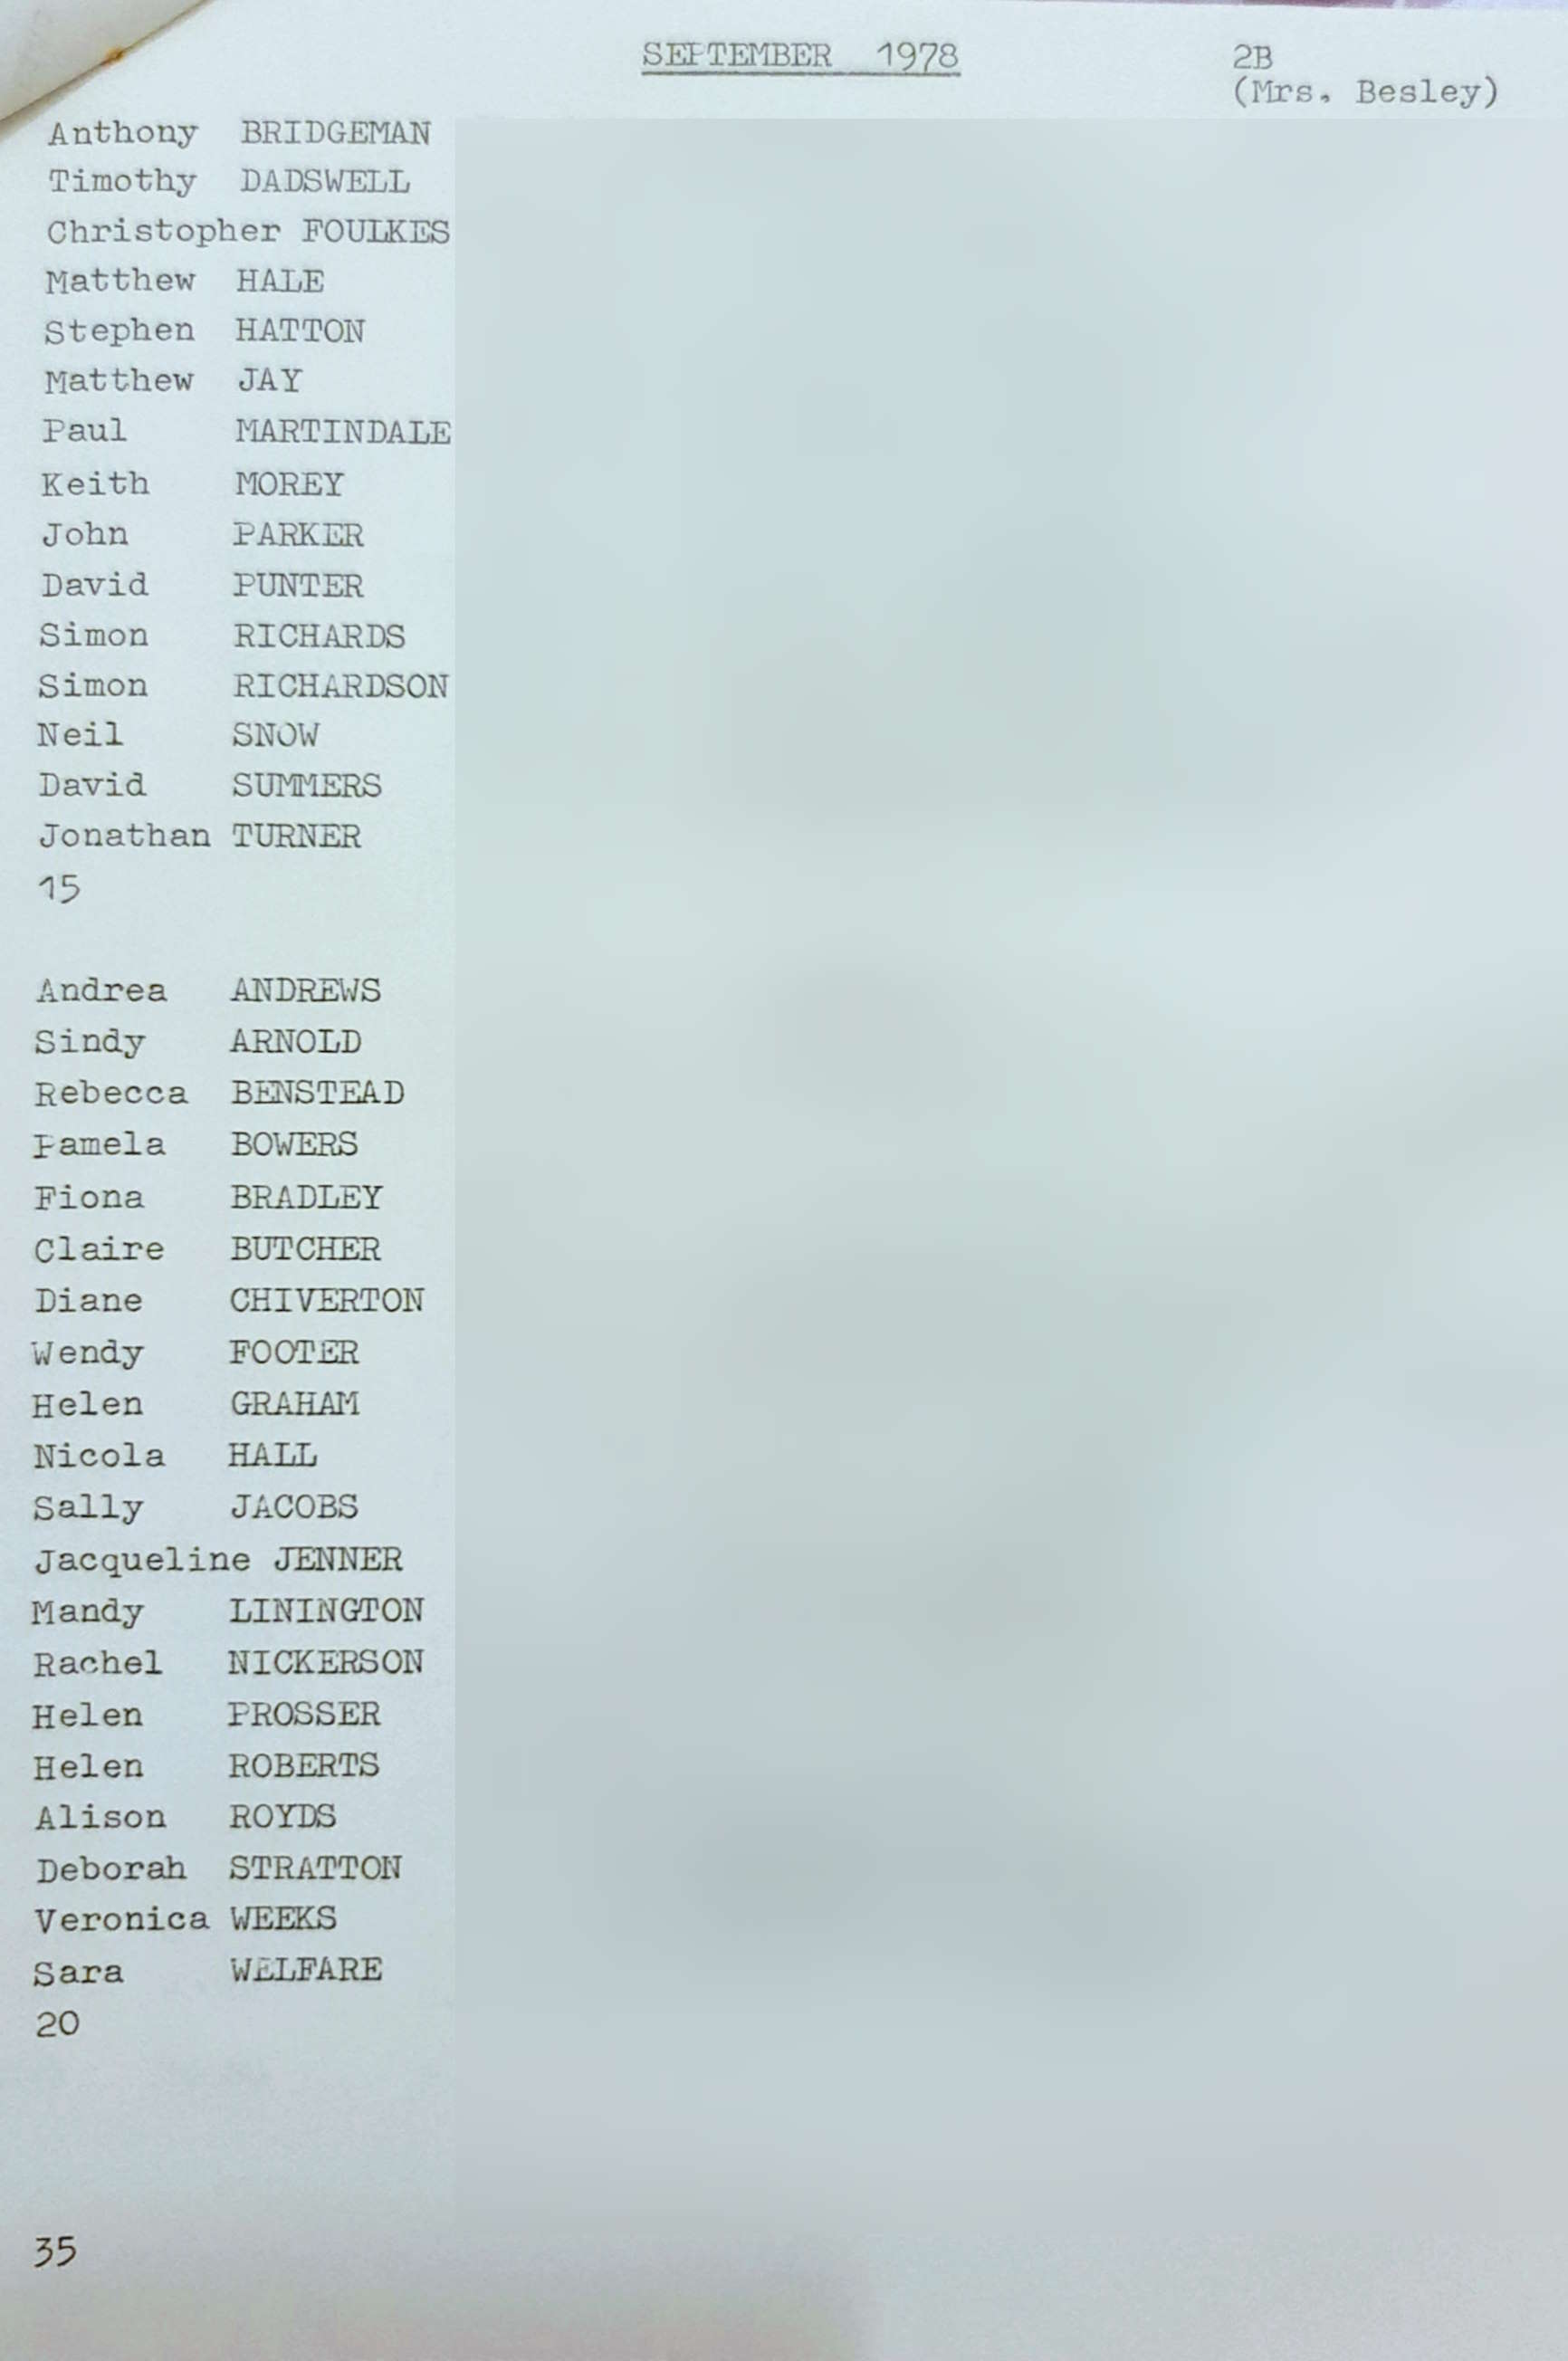 SEPTEMBER 1978
2B
(Mrs. Besley)
Anthony BRIDGEMAN
Timothy DADSWELL
Christopher FOULKES
Matthew HALE
Stephen HATTON
Matthew JAY
Paul MARTINDALE
Keith MOREY
John PARKER
David PUNTER
Simon RICHARDS
Simon RICHARDSON
Neil SNOW
David SUMMERS
Jonathan TURNER
15
Andrea ANDREWS
Sindy ARNOLD
Rebecca BENSTEAD
Pamela BOWERS
Fiona BRADLEY
Claire BUTCHER
Diane CHIVERTON
Wendy FOOTER
Helen GRAHAM
Nicola HALL
Sally JACOBS
Jacqueline JENNER
Mandy LININGTON
Rachel NICKERSON
Helen PROSSER
Helen ROBERTS
Alison ROYDS
Deborah STRATTON
Veronica WEEKS
Sara WELFARE
20
35